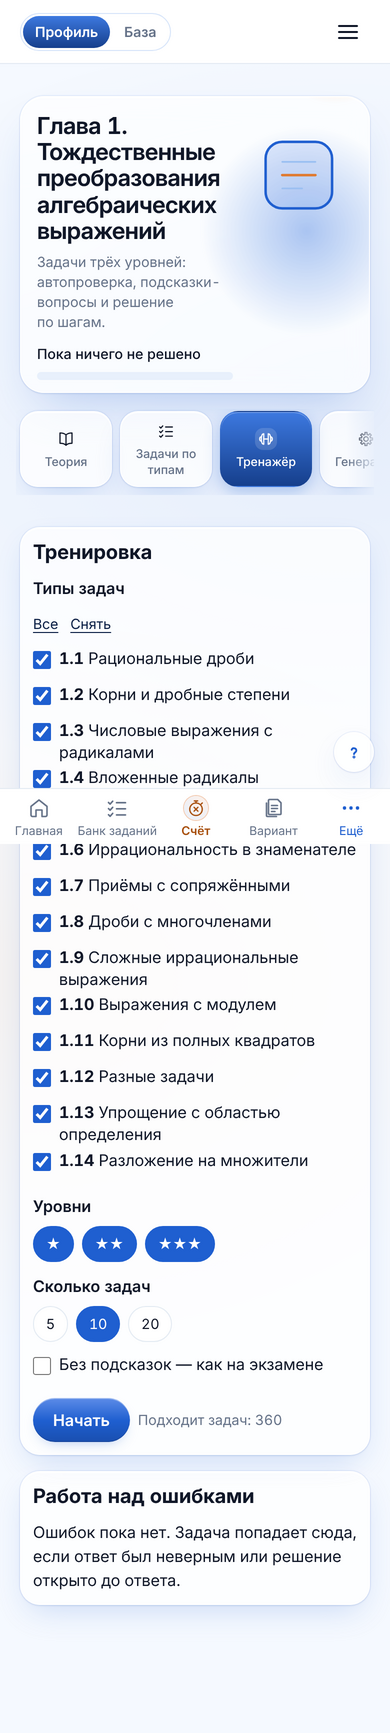 Профиль База
Глава 1.
Тождественные
преобразования
алгебраических
выражений
Задачи трёх уровней:
автопроверка, подсказки-
вопросы и решение
по шагам.
Пока ничего не решено
Теория
Задачи по
типам
Тренажёр
Тренировка
Типы задач
Все Снять
1.1 Рациональные дроби
1.2 Корни и дробные степени
1.3 Числовые выражения с
радикалами
?
1.4 Вложенные радикалы
Главная Банк заданий Счёт Вариант Ещё
1.6 Иррациональность в знаменателе
1.7 Приёмы с сопряжёнными
1.8 Дроби с многочленами
1.9 Сложные иррациональные
выражения
1.10 Выражения с модулем
1.11 Корни из полных квадратов
1.12 Разные задачи
1.13 Упрощение с областью
определения
1.14 Разложение на множители
Уровни
★ ★★ ★★★
Сколько задач
5 10 20
Без подсказок — как на экзамене
Начать Подходит задач: 360
Работа над ошибками
Ошибок пока нет. Задача попадает сюда,
если ответ был неверным или решение
открыто до ответа.